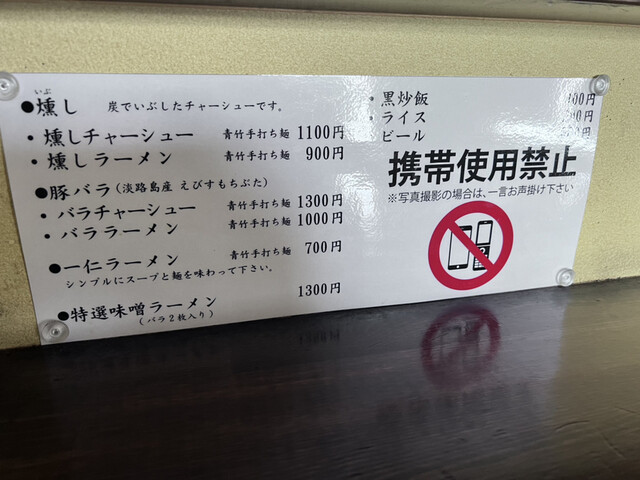 いぶ
●燻し 炭でいぶしたチャーシューです。
・燻しチャーシュー 青竹手打ち麺 1100円
・燻しラーメン 青竹手打ち麺 900円
●豚バラ(淡路島産 えびすもちぶた)
・バラチャーシュー 青竹手打ち麺 1300円
・バララーメン 青竹手打ち麺 1000円
●一仁ラーメン 青竹手打ち麺 700円
シンプルにスープと麺を味わって下さい。
●特選味噌ラーメン 1300円
(バラ2枚入り)
・黒炒飯
・ライス
・ビール
携帯使用禁止
※写真撮影の場合は、一言お声掛け下さい